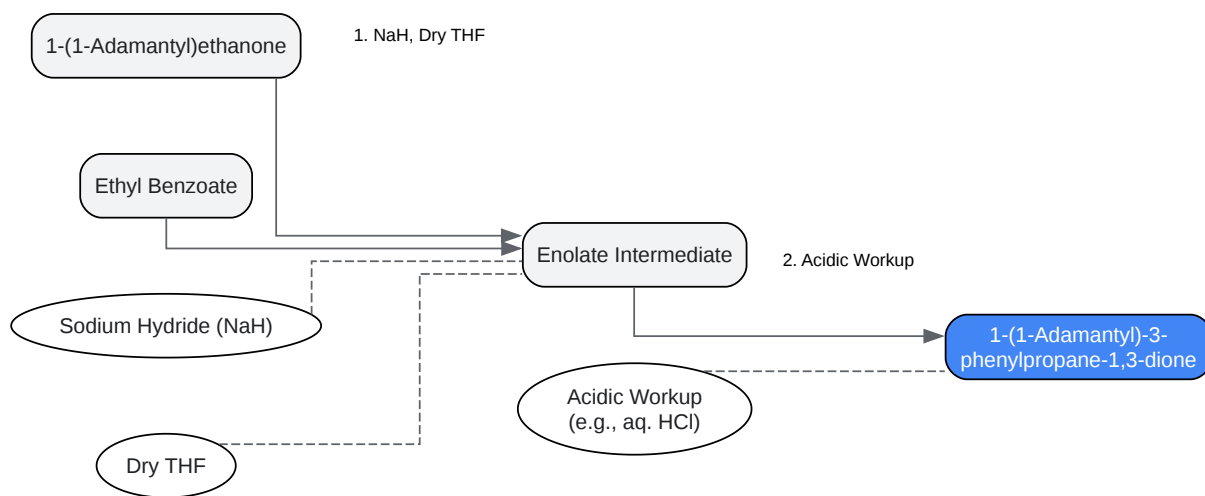 1-(1-Adamantyl)ethanone
1. NaH, Dry THF
Ethyl Benzoate
Enolate Intermediate
2. Acidic Workup
Sodium Hydride (NaH)
1-(1-Adamantyl)-3-
phenylpropane-1,3-dione
Acidic Workup
(e.g., aq. HCl)
Dry THF